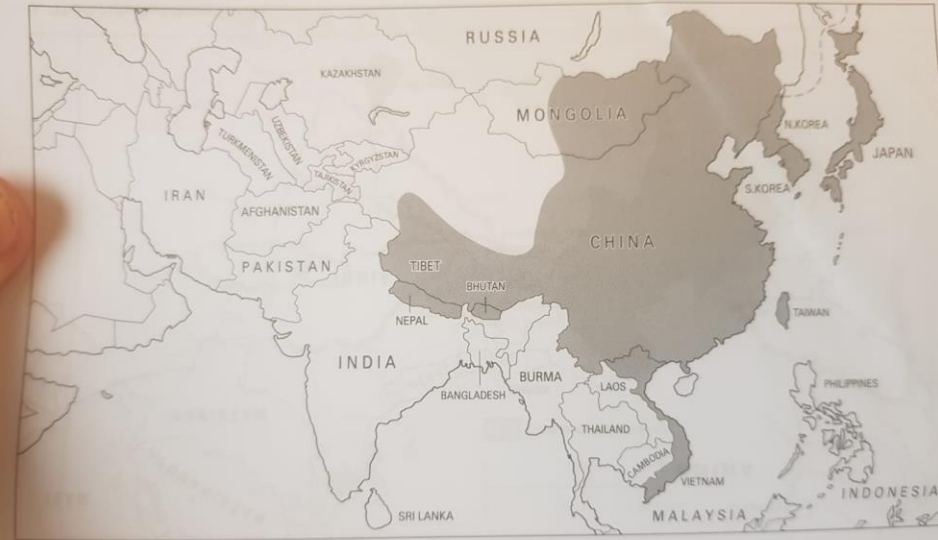 RUSSIA
KAZAKHSTAN
MONGOLIA
UZBEKISTAN
TURKMENISTAN
KYRGYZSTAN
TAJIKISTAN
N.KOREA
JAPAN
S.KOREA
IRAN
AFGHANISTAN
CHINA
PAKISTAN
TIBET
BHUTAN
NEPAL
TAIWAN
INDIA
BURMA
LAOS
PHILIPPINES
BANGLADESH
THAILAND
CAMBODIA
VIETNAM
INDONESIA
SRI LANKA
MALAYSIA